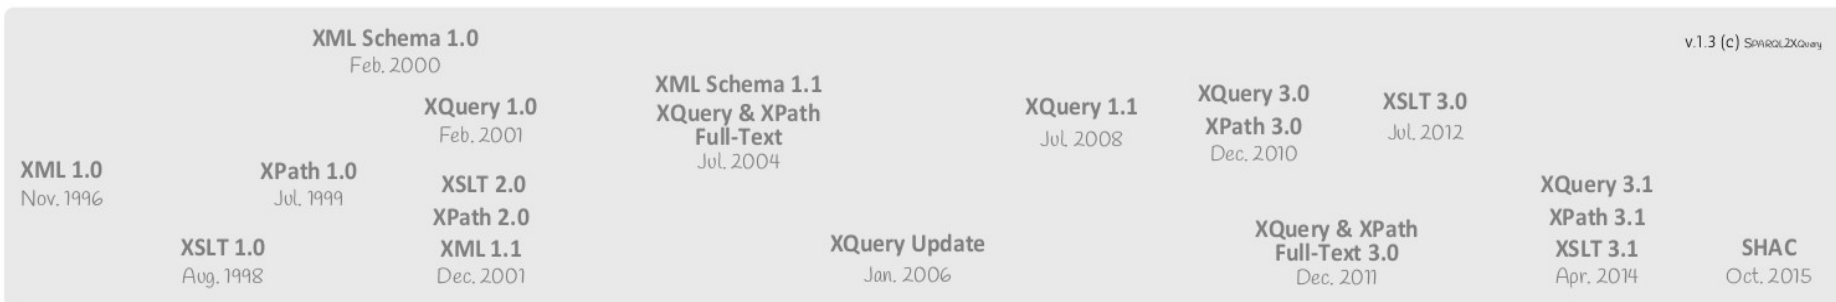 XML Schema 1.0
Feb. 2000
v.1.3 (c) SPARQL2XQuery
XML Schema 1.1
XQuery & XPath
Full-Text
Jul. 2004
XQuery 1.0
Feb. 2001
XQuery 1.1
Jul. 2008
XQuery 3.0
XPath 3.0
Dec. 2010
XSLT 3.0
Jul. 2012
XML 1.0
Nov. 1996
XPath 1.0
Jul. 1999
XSLT 2.0
XPath 2.0
XML 1.1
Dec. 2001
XSLT 1.0
Aug. 1998
XQuery Update
Jan. 2006
XQuery & XPath
Full-Text 3.0
Dec. 2011
XQuery 3.1
XPath 3.1
XSLT 3.1
Apr. 2014
SHAC
Oct. 2015